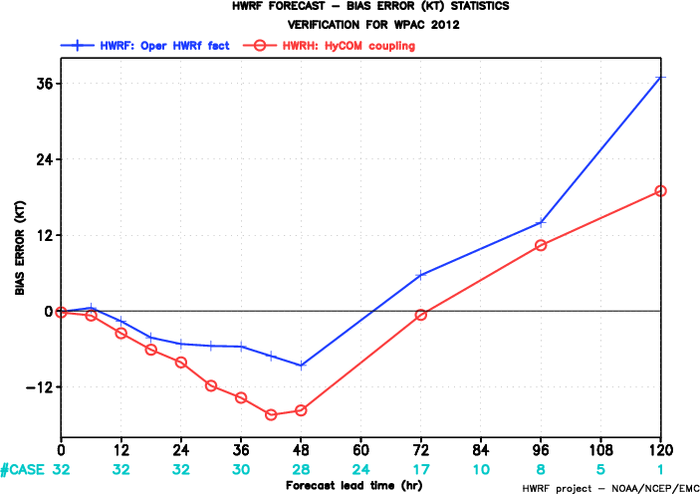 HWRF FORECAST – BIAS ERROR (KT) STATISTICS
VERIFICATION FOR WPAC 2012
HWRF: Oper HWRf fact HWRH: HyCOM coupling
36
24
12
0
−12
BIAS ERROR (KT)
0 12 24 36 48 60 72 84 96 108 120
#CASE 32 32 32 30 28 24 17 10 8 5 1
Forecast lead time (hr)
HWRF project – NOAA/NCEP/EMC